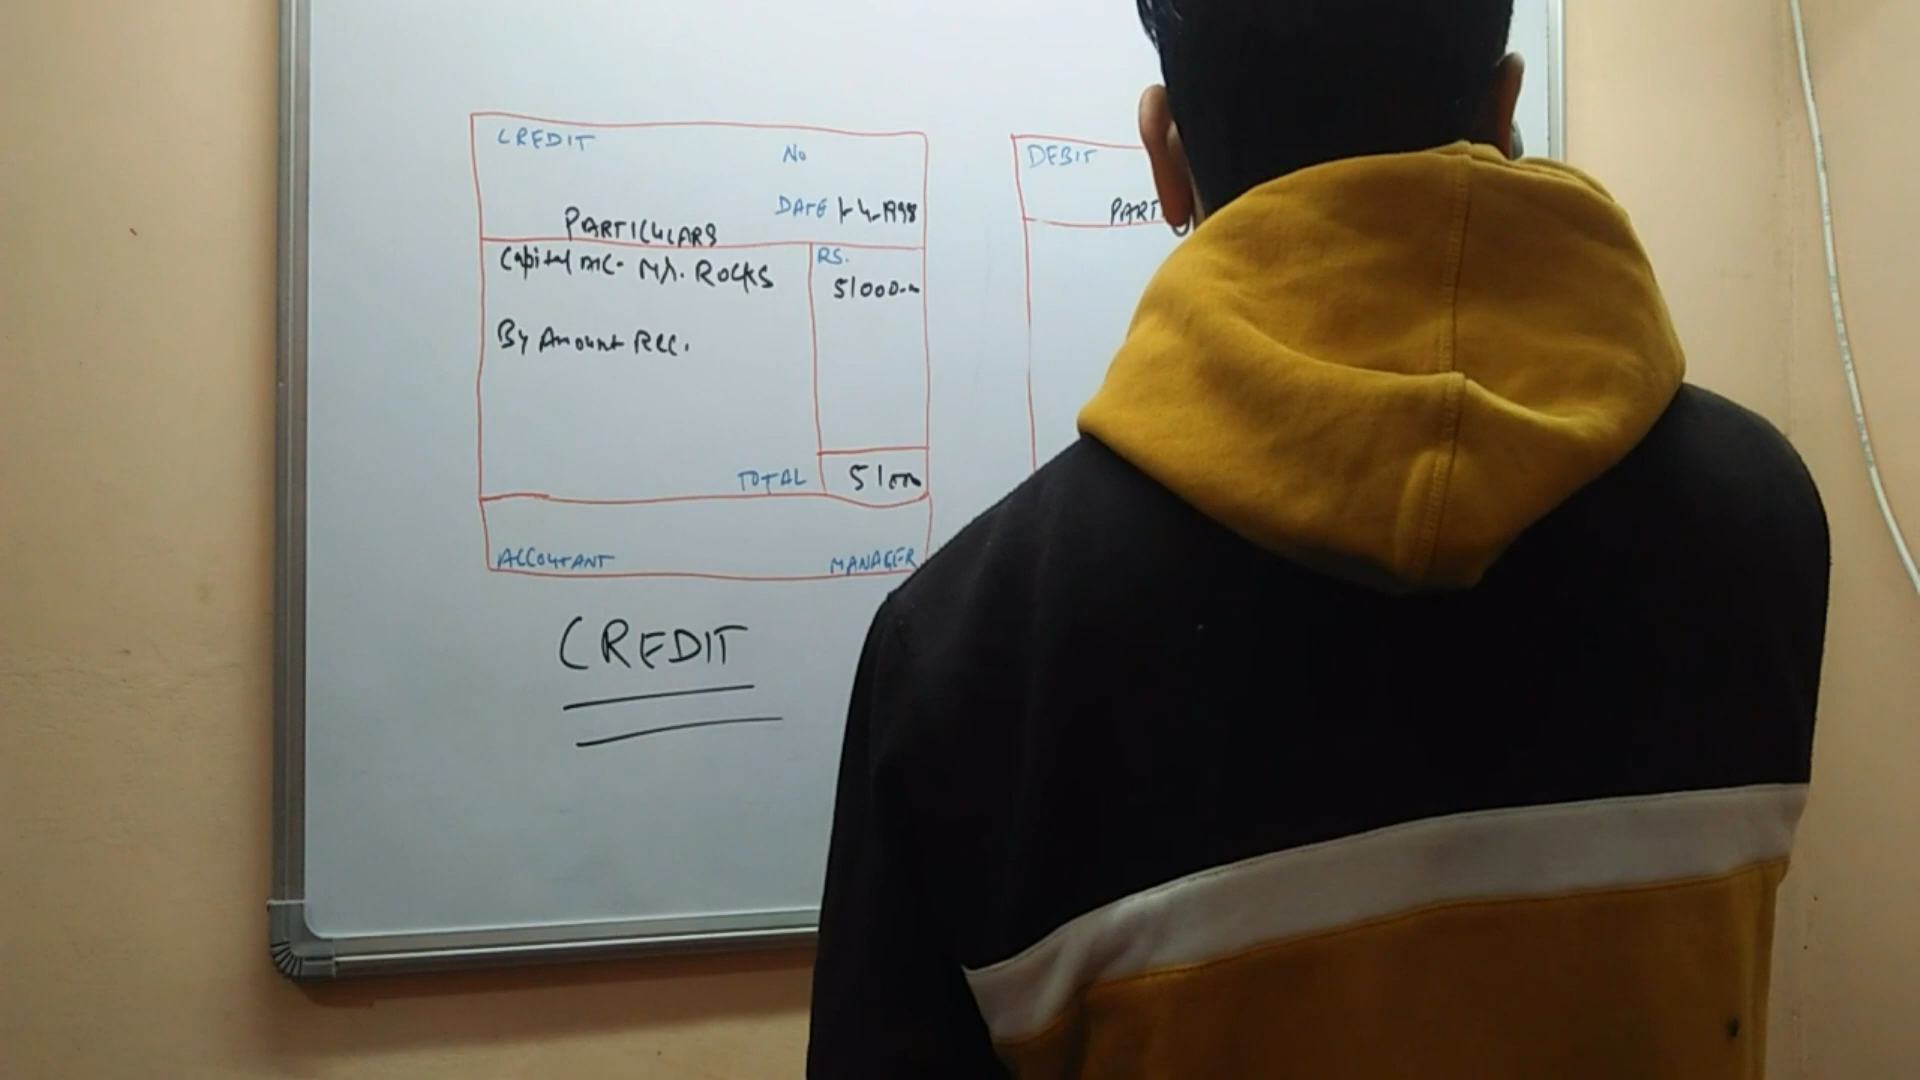 CREDIT
No
DATE 1-4-1998
PARTICULARS
Capital A/C- Mr. ROCKS
RS.
51000
By Amount Rec.
TOTAL
51000
ACCOUTANT
MANAGER
CREDIT
DEBIT
PART